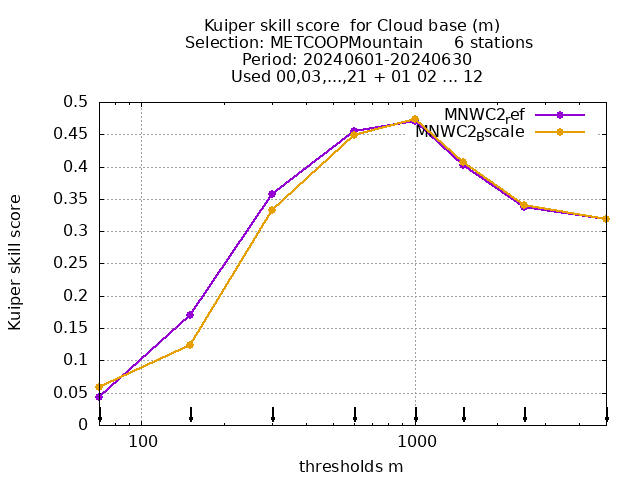 Kuiper skill score  for Cloud base (m)
Selection: METCOOPMountain      6 stations
Period: 20240601-20240630
Used 00,03,...,21 + 01 02 ... 12
MNWC2ref
MNWC2Bscale
0.5
0.45
0.4
0.35
0.3
0.25
0.2
0.15
0.1
0.05
0
Kuiper skill score
100 1000
thresholds m